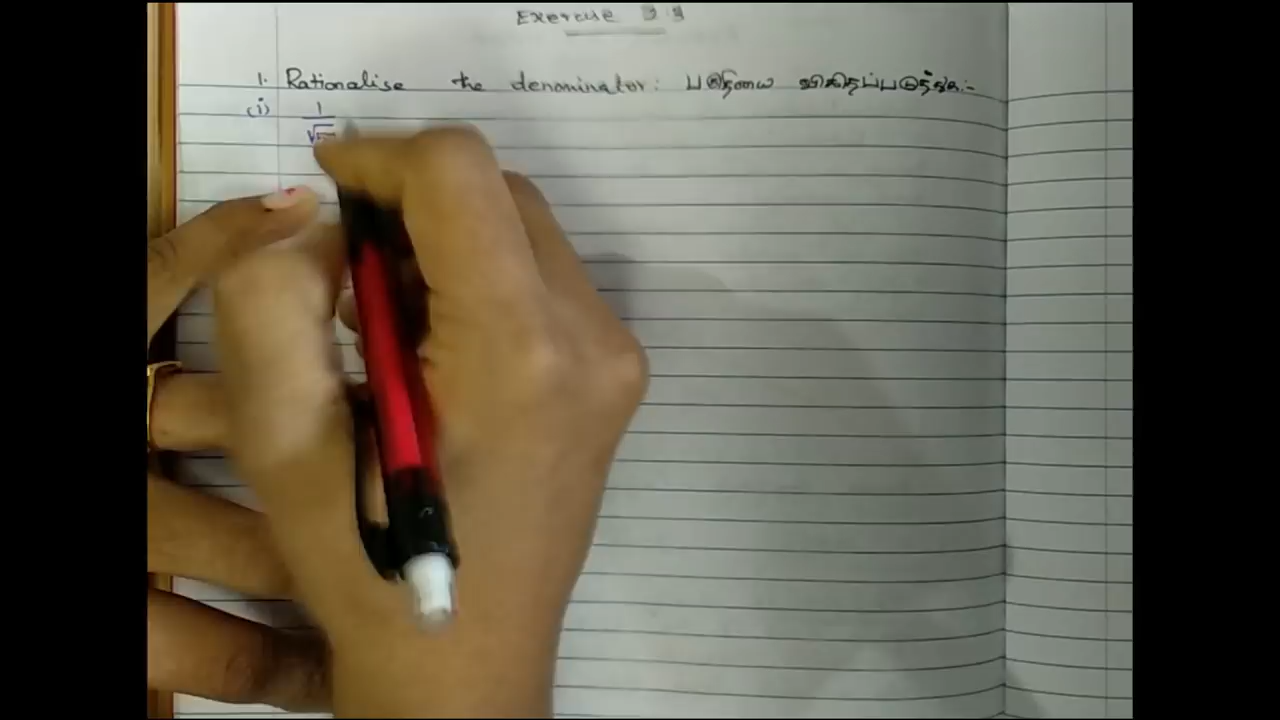 Exercise
1. Rationalise the denominator: பகுதியை விகிதப்படுத்துக:-
(i) 1